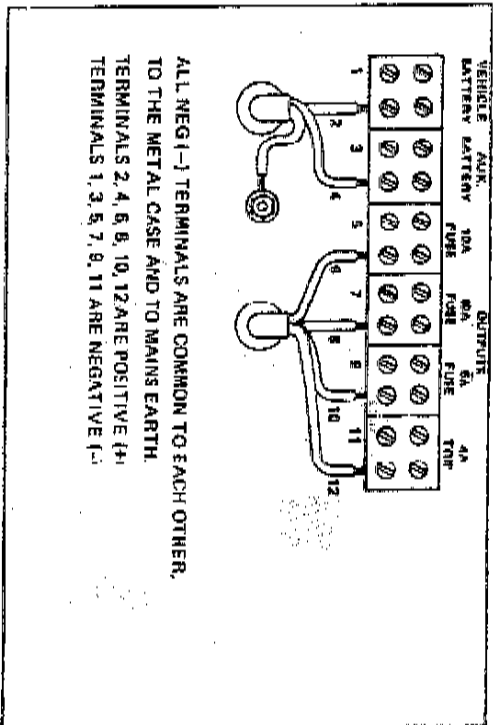 OUTPUTS
VEHICLE AUX. 10A 10A 6A 4A
BATTERY BATTERY FUSE FUSE FUSE
1 3 5 7 9 11
2 4 6 8 10 12
ALL NEG (-) TERMINALS ARE COMMON TO EACH OTHER,
TO THE METAL CASE AND TO MAINS EARTH.
TERMINALS 2, 4, 6, 8, 10, 12 ARE POSITIVE (+)
TERMINALS 1, 3, 5, 7, 9, 11 ARE NEGATIVE (-)